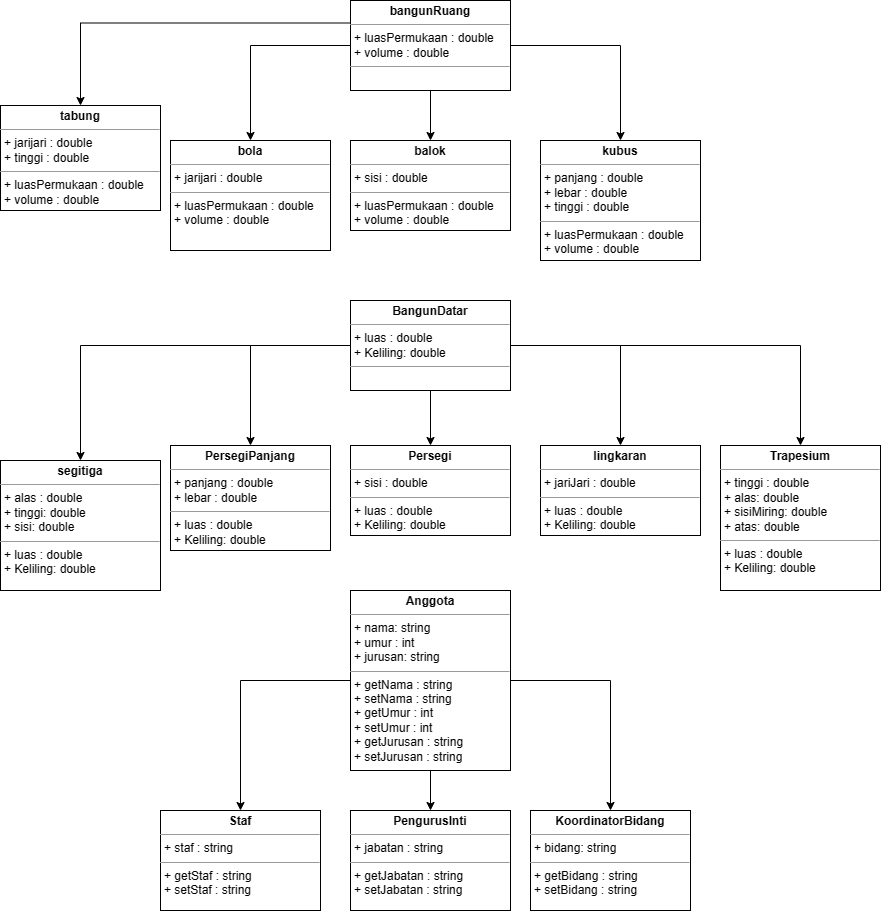 bangunRuang
+ luasPermukaan : double
+ volume : double
tabung
+ jarijari : double
+ tinggi : double
+ luasPermukaan : double
+ volume : double
bola
+ jarijari : double
+ luasPermukaan : double
+ volume : double
balok
+ sisi : double
+ luasPermukaan : double
+ volume : double
kubus
+ panjang : double
+ lebar : double
+ tinggi : double
+ luasPermukaan : double
+ volume : double
BangunDatar
+ luas : double
+ Keliling: double
segitiga
+ alas : double
+ tinggi: double
+ sisi: double
+ luas : double
+ Keliling: double
PersegiPanjang
+ panjang : double
+ lebar : double
+ luas : double
+ Keliling: double
Persegi
+ sisi : double
+ luas : double
+ Keliling: double
lingkaran
+ jariJari : double
+ luas : double
+ Keliling: double
Trapesium
+ tinggi : double
+ alas: double
+ sisiMiring: double
+ atas: double
+ luas : double
+ Keliling: double
Anggota
+ nama: string
+ umur : int
+ jurusan: string
+ getNama : string
+ setNama : string
+ getUmur : int
+ setUmur : int
+ getJurusan : string
+ setJurusan : string
Staf
+ staf : string
+ getStaf : string
+ setStaf : string
PengurusInti
+ jabatan : string
+ getJabatan : string
+ setJabatan : string
KoordinatorBidang
+ bidang: string
+ getBidang : string
+ setBidang : string